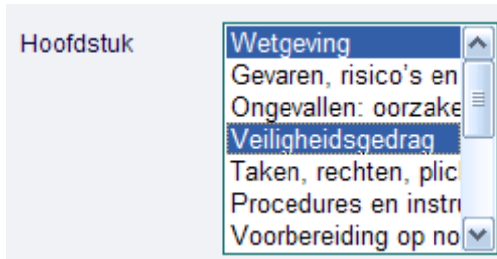 Hoofdstuk
Wetgeving
Gevaren, risico's en
Ongevallen: oorzake
Veiligheidsgedrag
Taken, rechten, plic
Procedures en instru
Voorbereiding op no